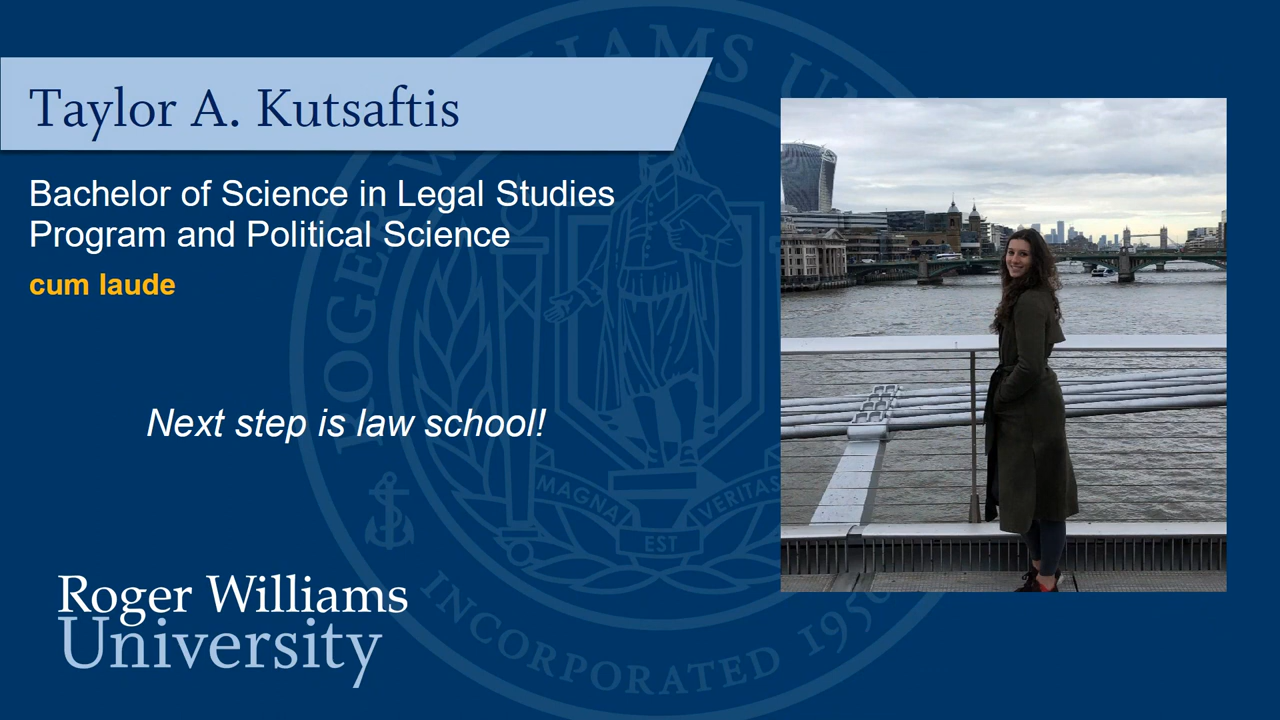 Taylor A. Kutsaftis
Bachelor of Science in Legal Studies
Program and Political Science
cum laude
Next step is law school!
Roger Williams
University
MAGNA EST VERITAS
INCORPORATED 195